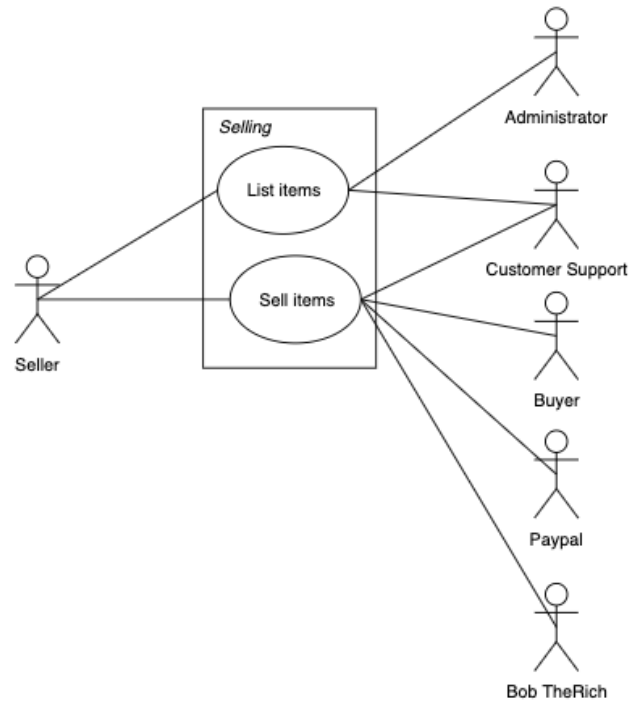 Administrator
Selling
List items
Customer Support
Sell items
Seller
Buyer
Paypal
Bob TheRich